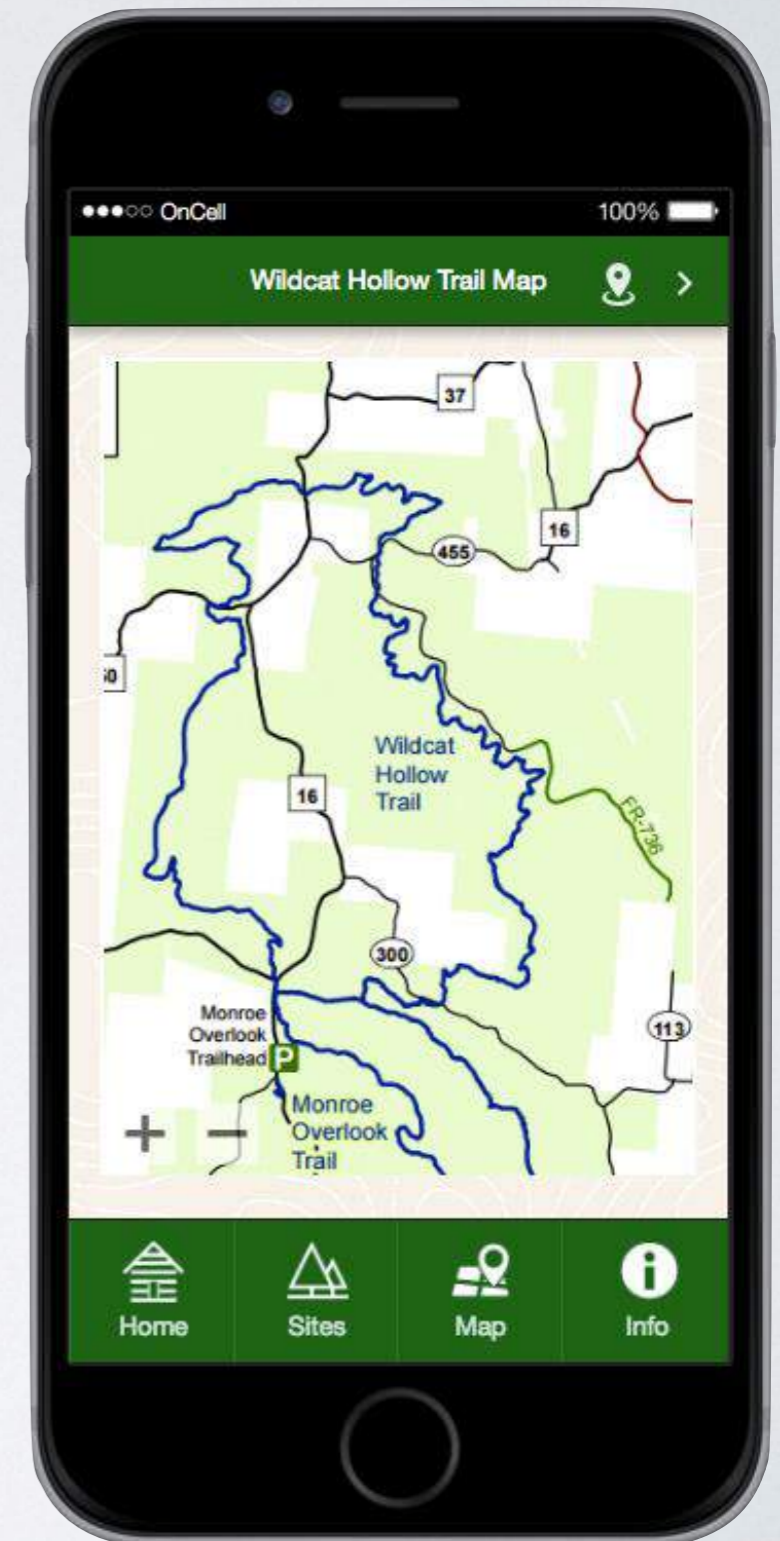 OnCell 100%
Wildcat Hollow Trail Map
37
16
455
Wildcat
Hollow
Trail
16
FR-736
300
113
Monroe
Overlook
Trailhead P
Monroe
Overlook
Trail
Home Sites Map Info